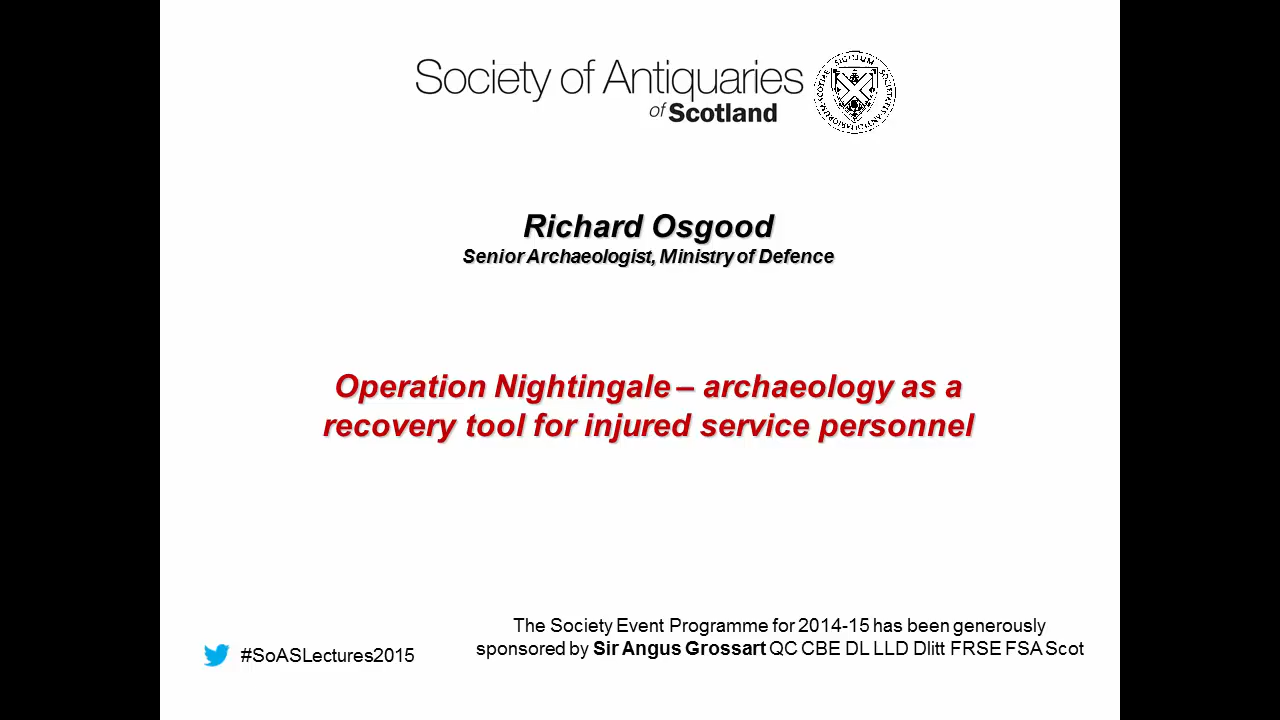 Society of Antiquaries
of Scotland
Richard Osgood
Senior Archaeologist, Ministry of Defence
Operation Nightingale – archaeology as a
recovery tool for injured service personnel
The Society Event Programme for 2014-15 has been generously
sponsored by Sir Angus Grossart QC CBE DL LLD Dlitt FRSE FSA Scot
#SoASLectures2015